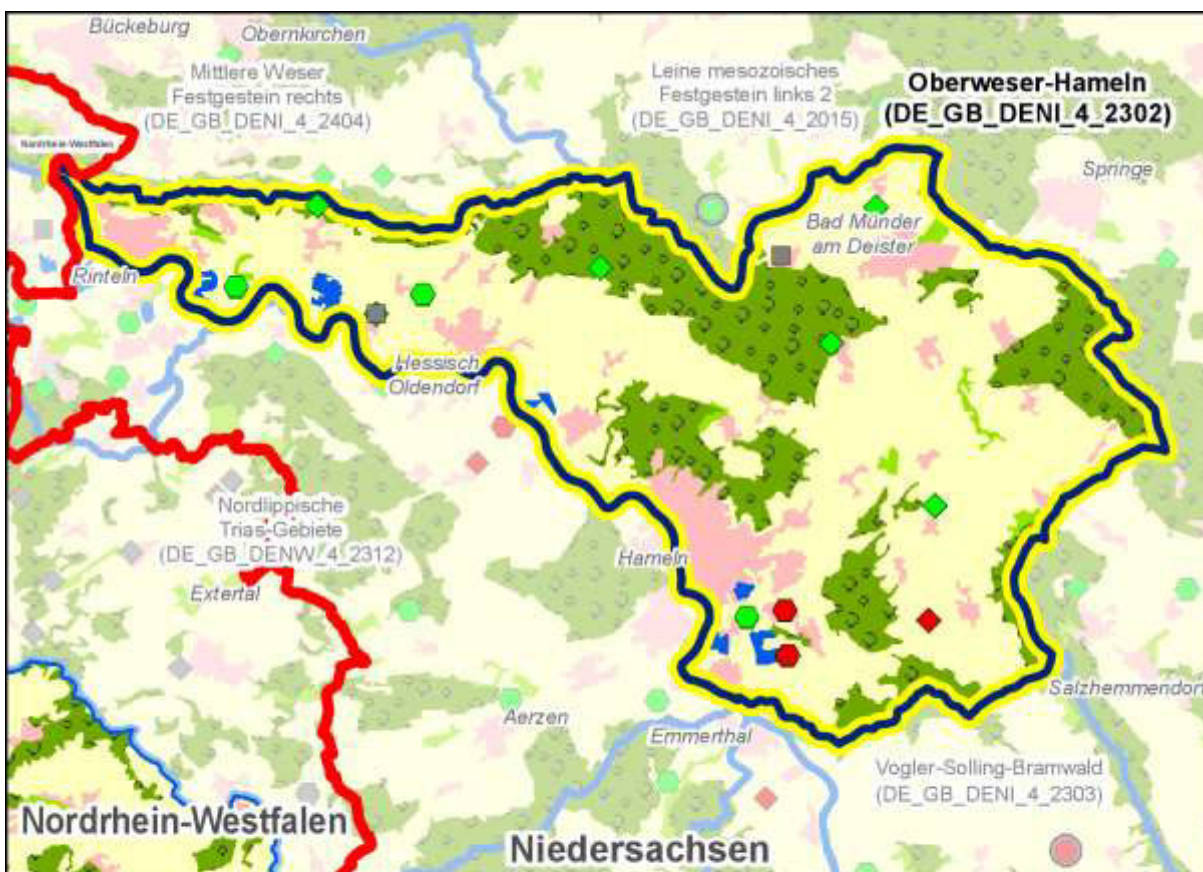 Bückeburg
Obernkirchen
Mittlere Weser
Festgestein rechts
(DE_GB_DENI_4_2404)
Leine mesozoisches
Festgestein links 2
(DE_GB_DENI_4_2015)
Oberweser-Hameln
(DE_GB_DENI_4_2302)
Nordrhein-Westfalen
Springe
Bad Münder
am Deister
Rinteln
Hessisch
Oldendorf
Nordlippische
Trias-Gebiete
(DE_GB_DENW_4_2312)
Extertal
Hameln
Salzhemmendorf
Aerzen
Emmerthal
Vogler-Solling-Bramwald
(DE_GB_DENI_4_2303)
Nordrhein-Westfalen
Niedersachsen